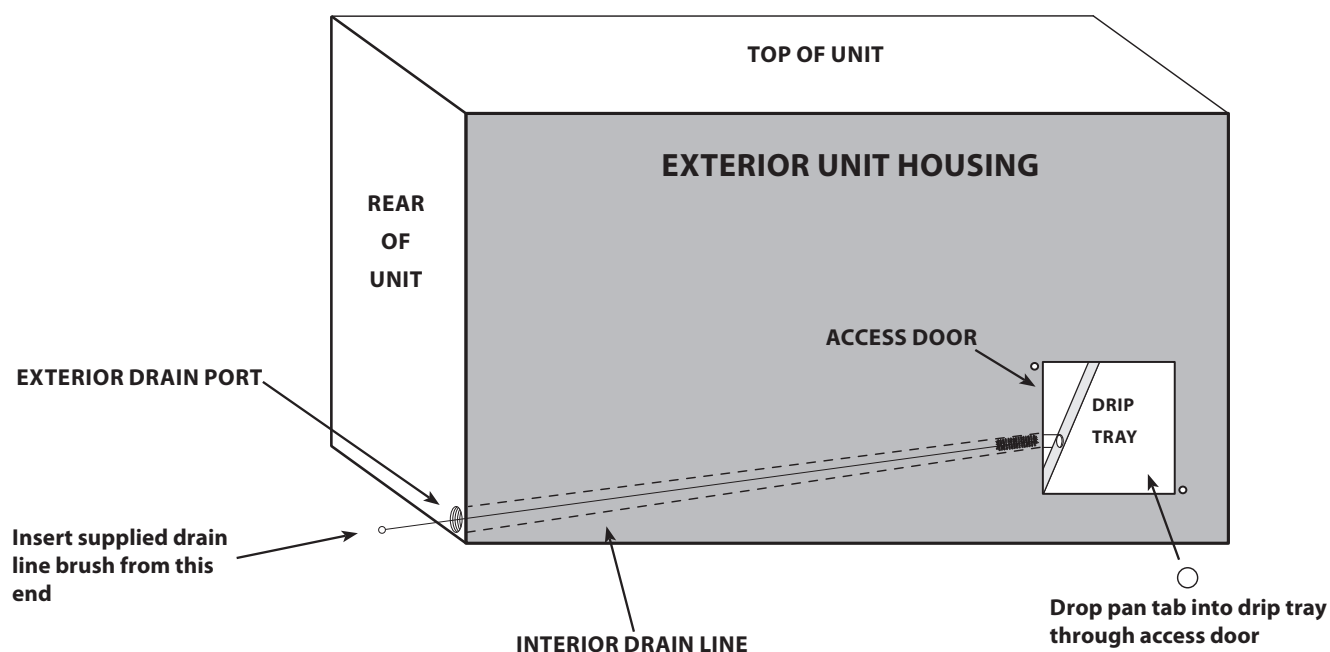 TOP OF UNIT
EXTERIOR UNIT HOUSING
REAR
OF
UNIT
ACCESS DOOR
EXTERIOR DRAIN PORT
DRIP
TRAY
Insert supplied drain
line brush from this
end
INTERIOR DRAIN LINE
Drop pan tab into drip tray
through access door